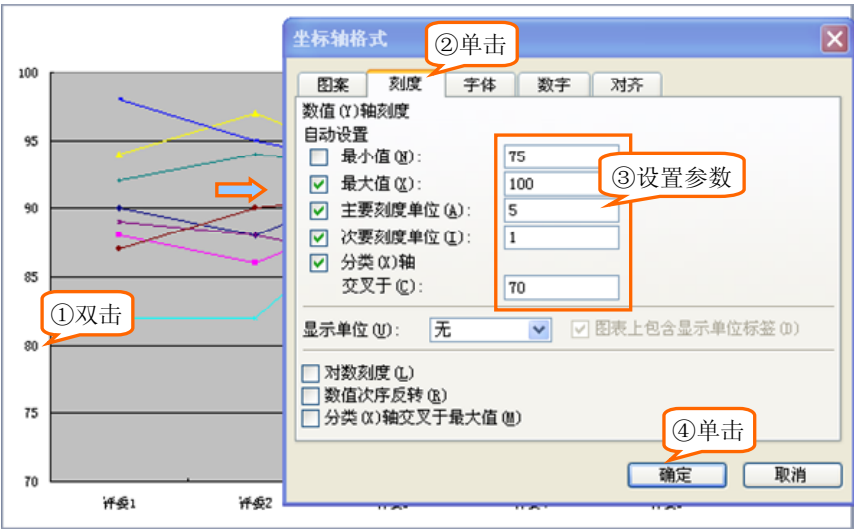 坐标轴格式
②单击
图案 刻度 字体 数字 对齐
数值(Y)轴刻度
自动设置
最小值(N): 75
最大值(X): 100
③设置参数
主要刻度单位(A): 5
次要刻度单位(I): 1
分类(X)轴
交叉于(C): 70
显示单位(U): 无 图表上包含显示单位标签(D)
对数刻度(L)
数值次序反转(R)
分类(X)轴交叉于最大值(M)
④单击
确定 取消
100
95
90
85
①双击
80
75
70
评委1 评委2